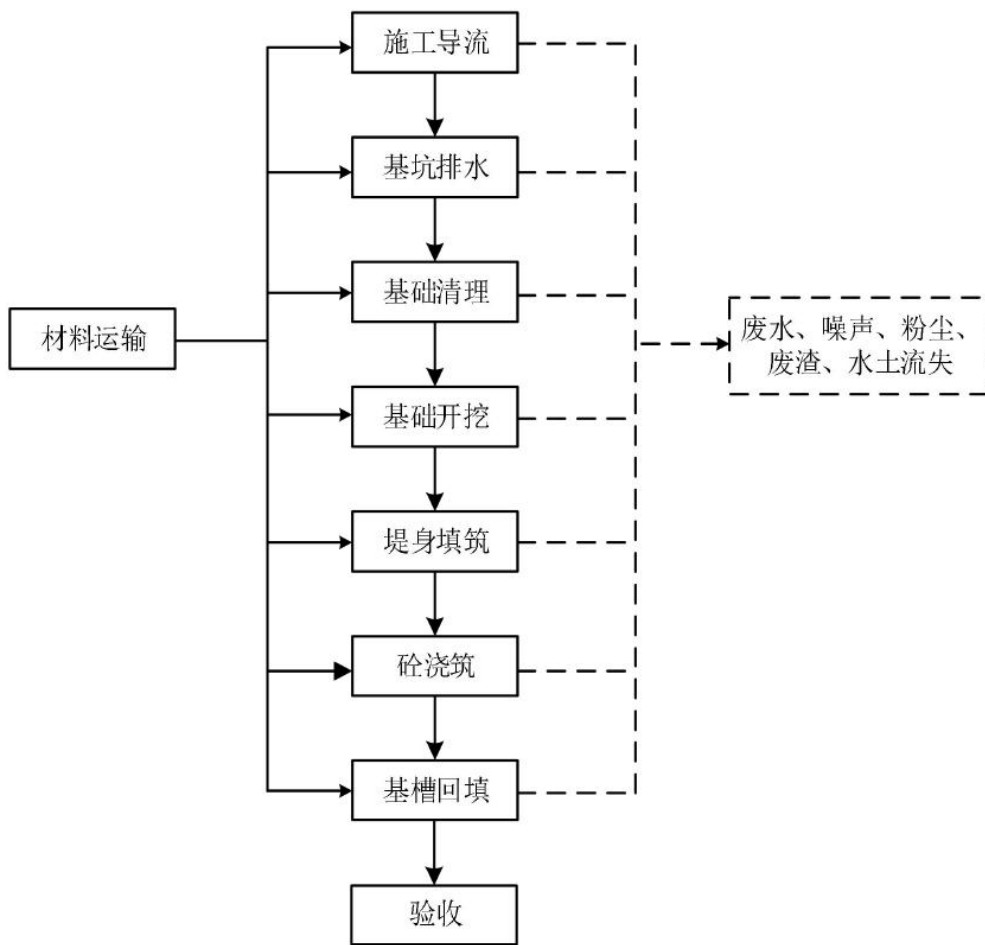 施工导流
基坑排水
基础清理
材料运输
废水、噪声、粉尘、
废渣、水土流失
基础开挖
堤身填筑
砼浇筑
基槽回填
验收